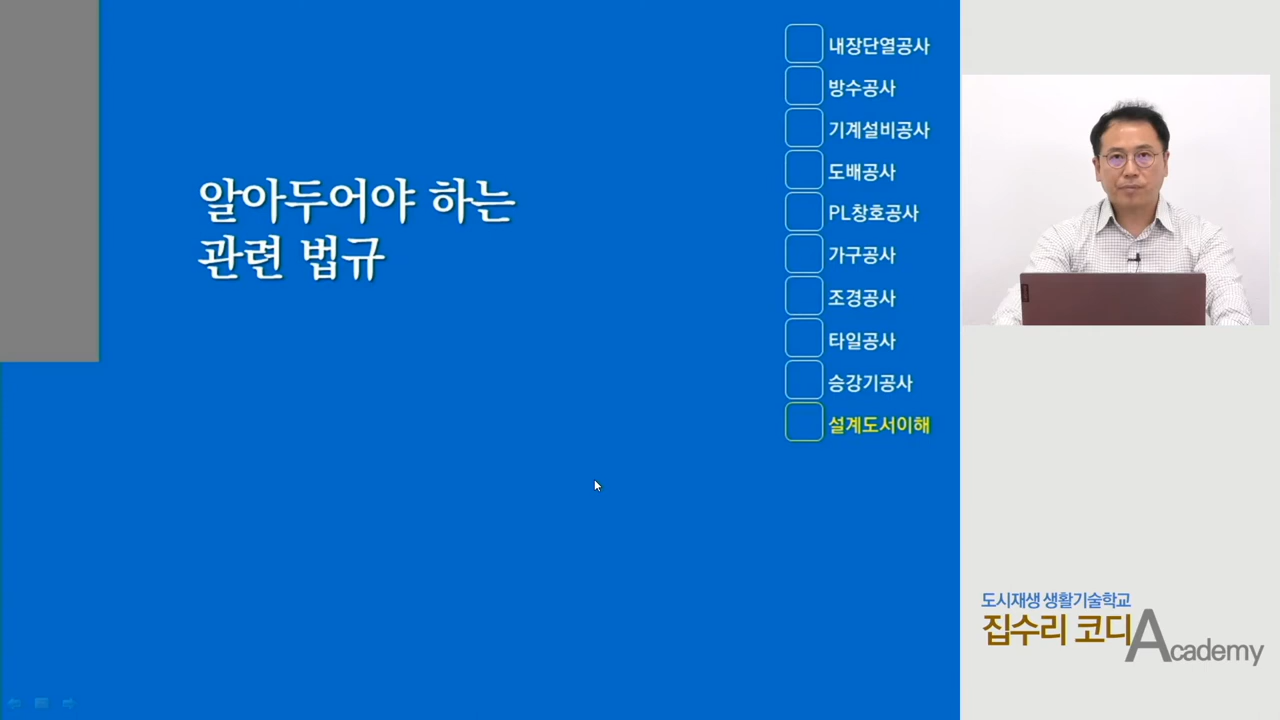 알아두어야 하는
관련 법규
내장단열공사
방수공사
기계설비공사
도배공사
PL창호공사
가구공사
조경공사
타일공사
승강기공사
설계도서이해
도시재생 생활기술학교
집수리 코디Academy